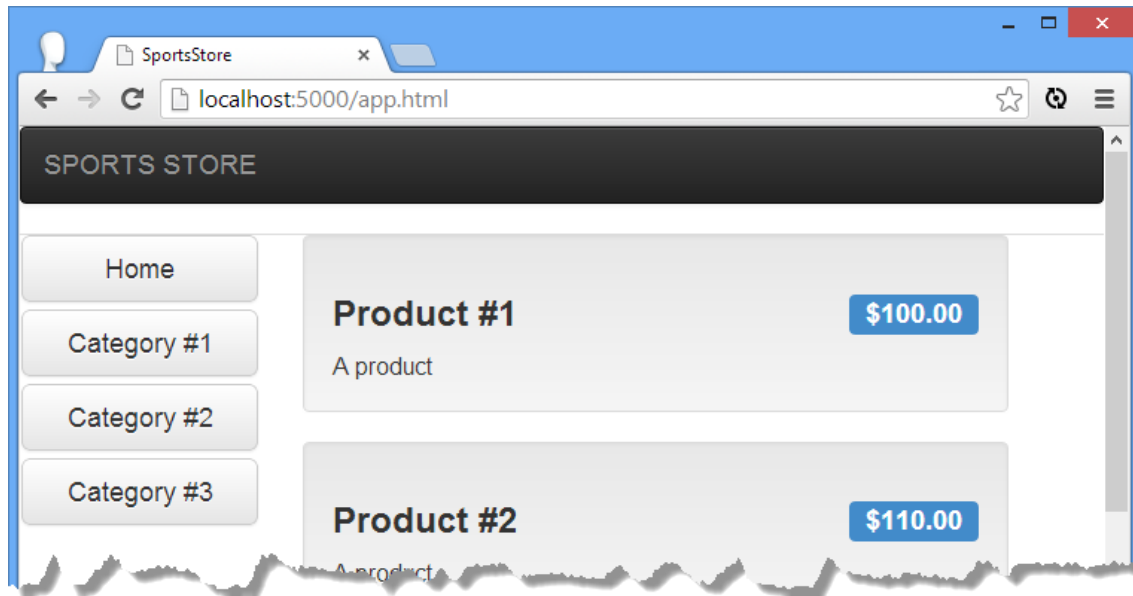 SportsStore
localhost:5000/app.html
SPORTS STORE
Home
Category #1
Category #2
Category #3
Product #1
$100.00
A product
Product #2
$110.00
A product